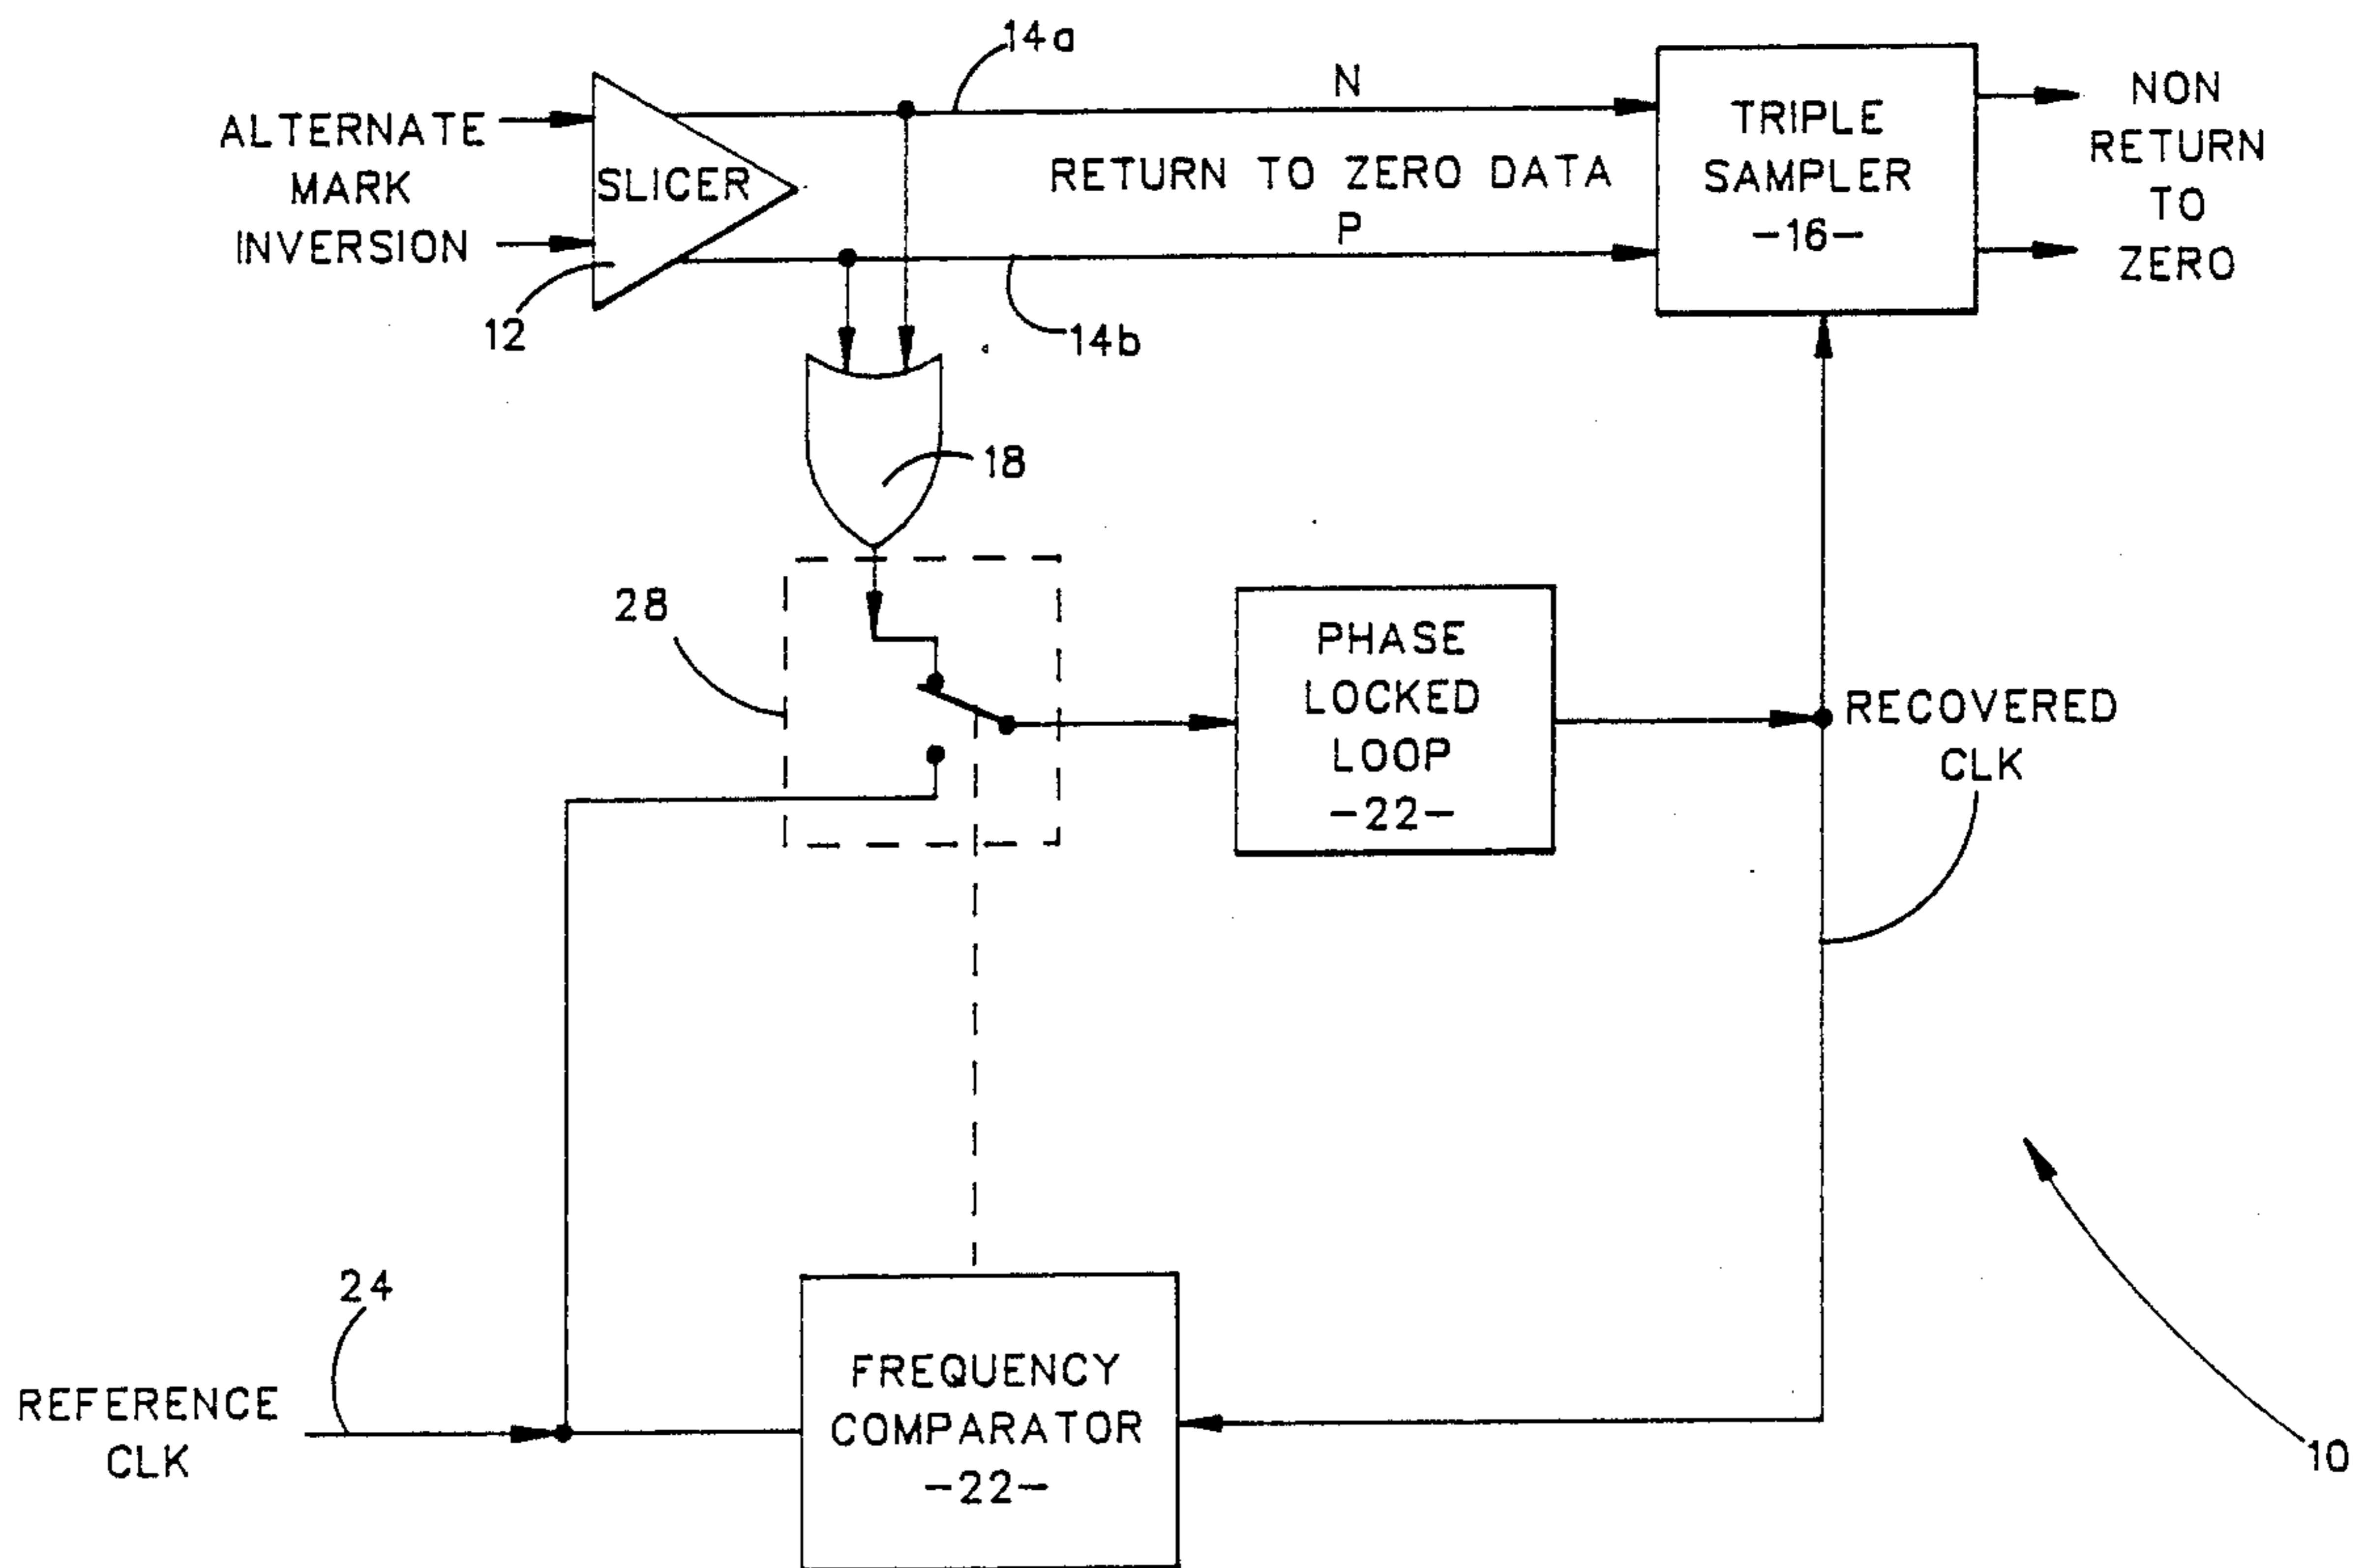 14a
ALTERNATE
MARK
INVERSION
SLICER
12
N
RETURN TO ZERO DATA
P
14b
TRIPLE
SAMPLER
-16-
NON
RETURN
TO
ZERO
18
28
PHASE
LOCKED
LOOP
-22-
RECOVERED
CLK
24
REFERENCE
CLK
FREQUENCY
COMPARATOR
-22-
10